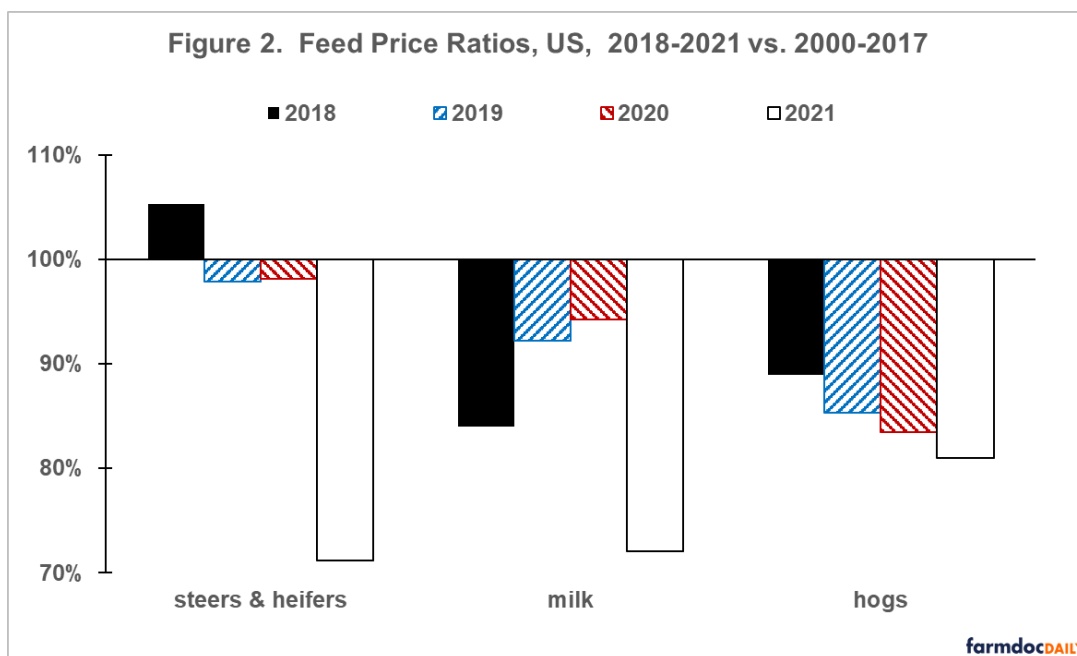 Figure 2.  Feed Price Ratios, US,  2018-2021 vs. 2000-2017
2018 2019 2020 2021
110%
100%
90%
80%
70%
steers & heifers milk hogs
farmdocDAILY